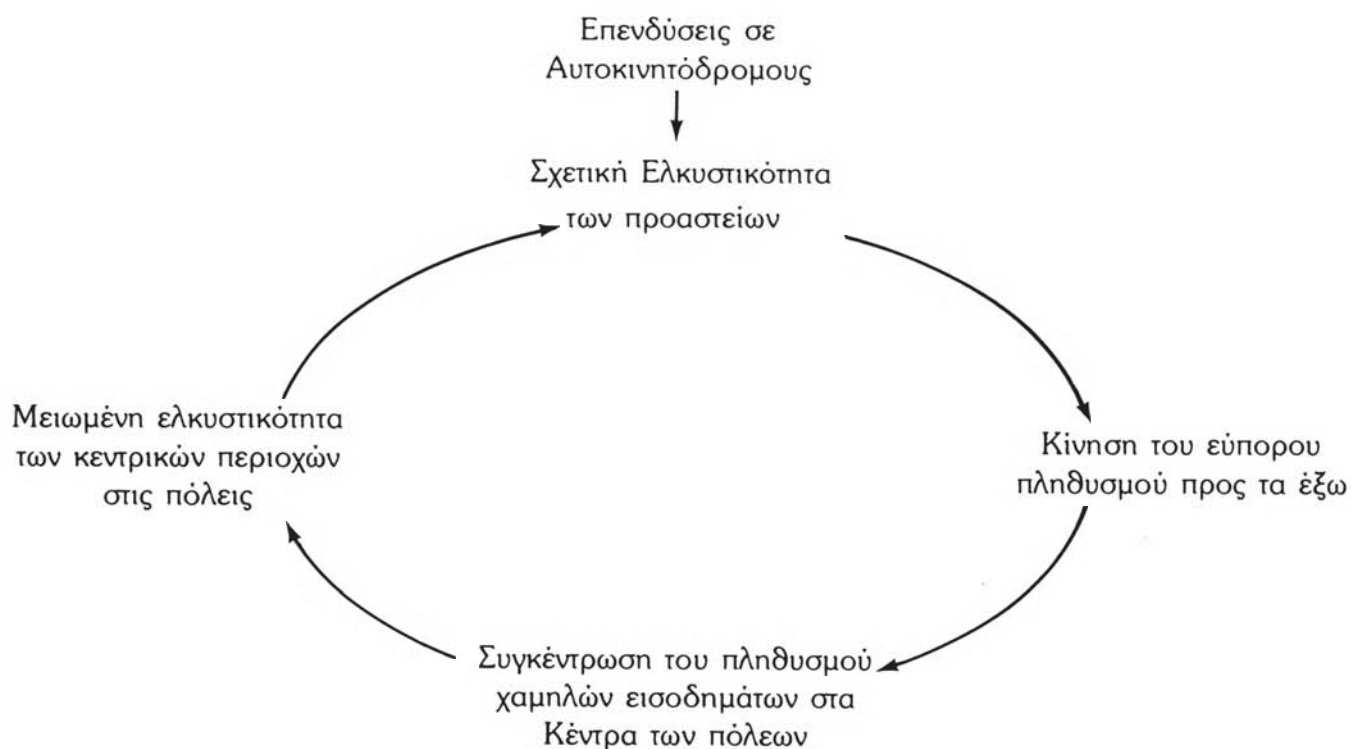 Επενδύσεις σε
Αυτοκινητόδρομους
Σχετική Ελκυστικότητα
των προαστείων
Κίνηση του εύπορου
πληθυσμού προς τα έξω
Συγκέντρωση του πληθυσμού
χαμηλών εισοδημάτων στα
Κέντρα των πόλεων
Μειωμένη ελκυστικότητα
των κεντρικών περιοχών
στις πόλεις